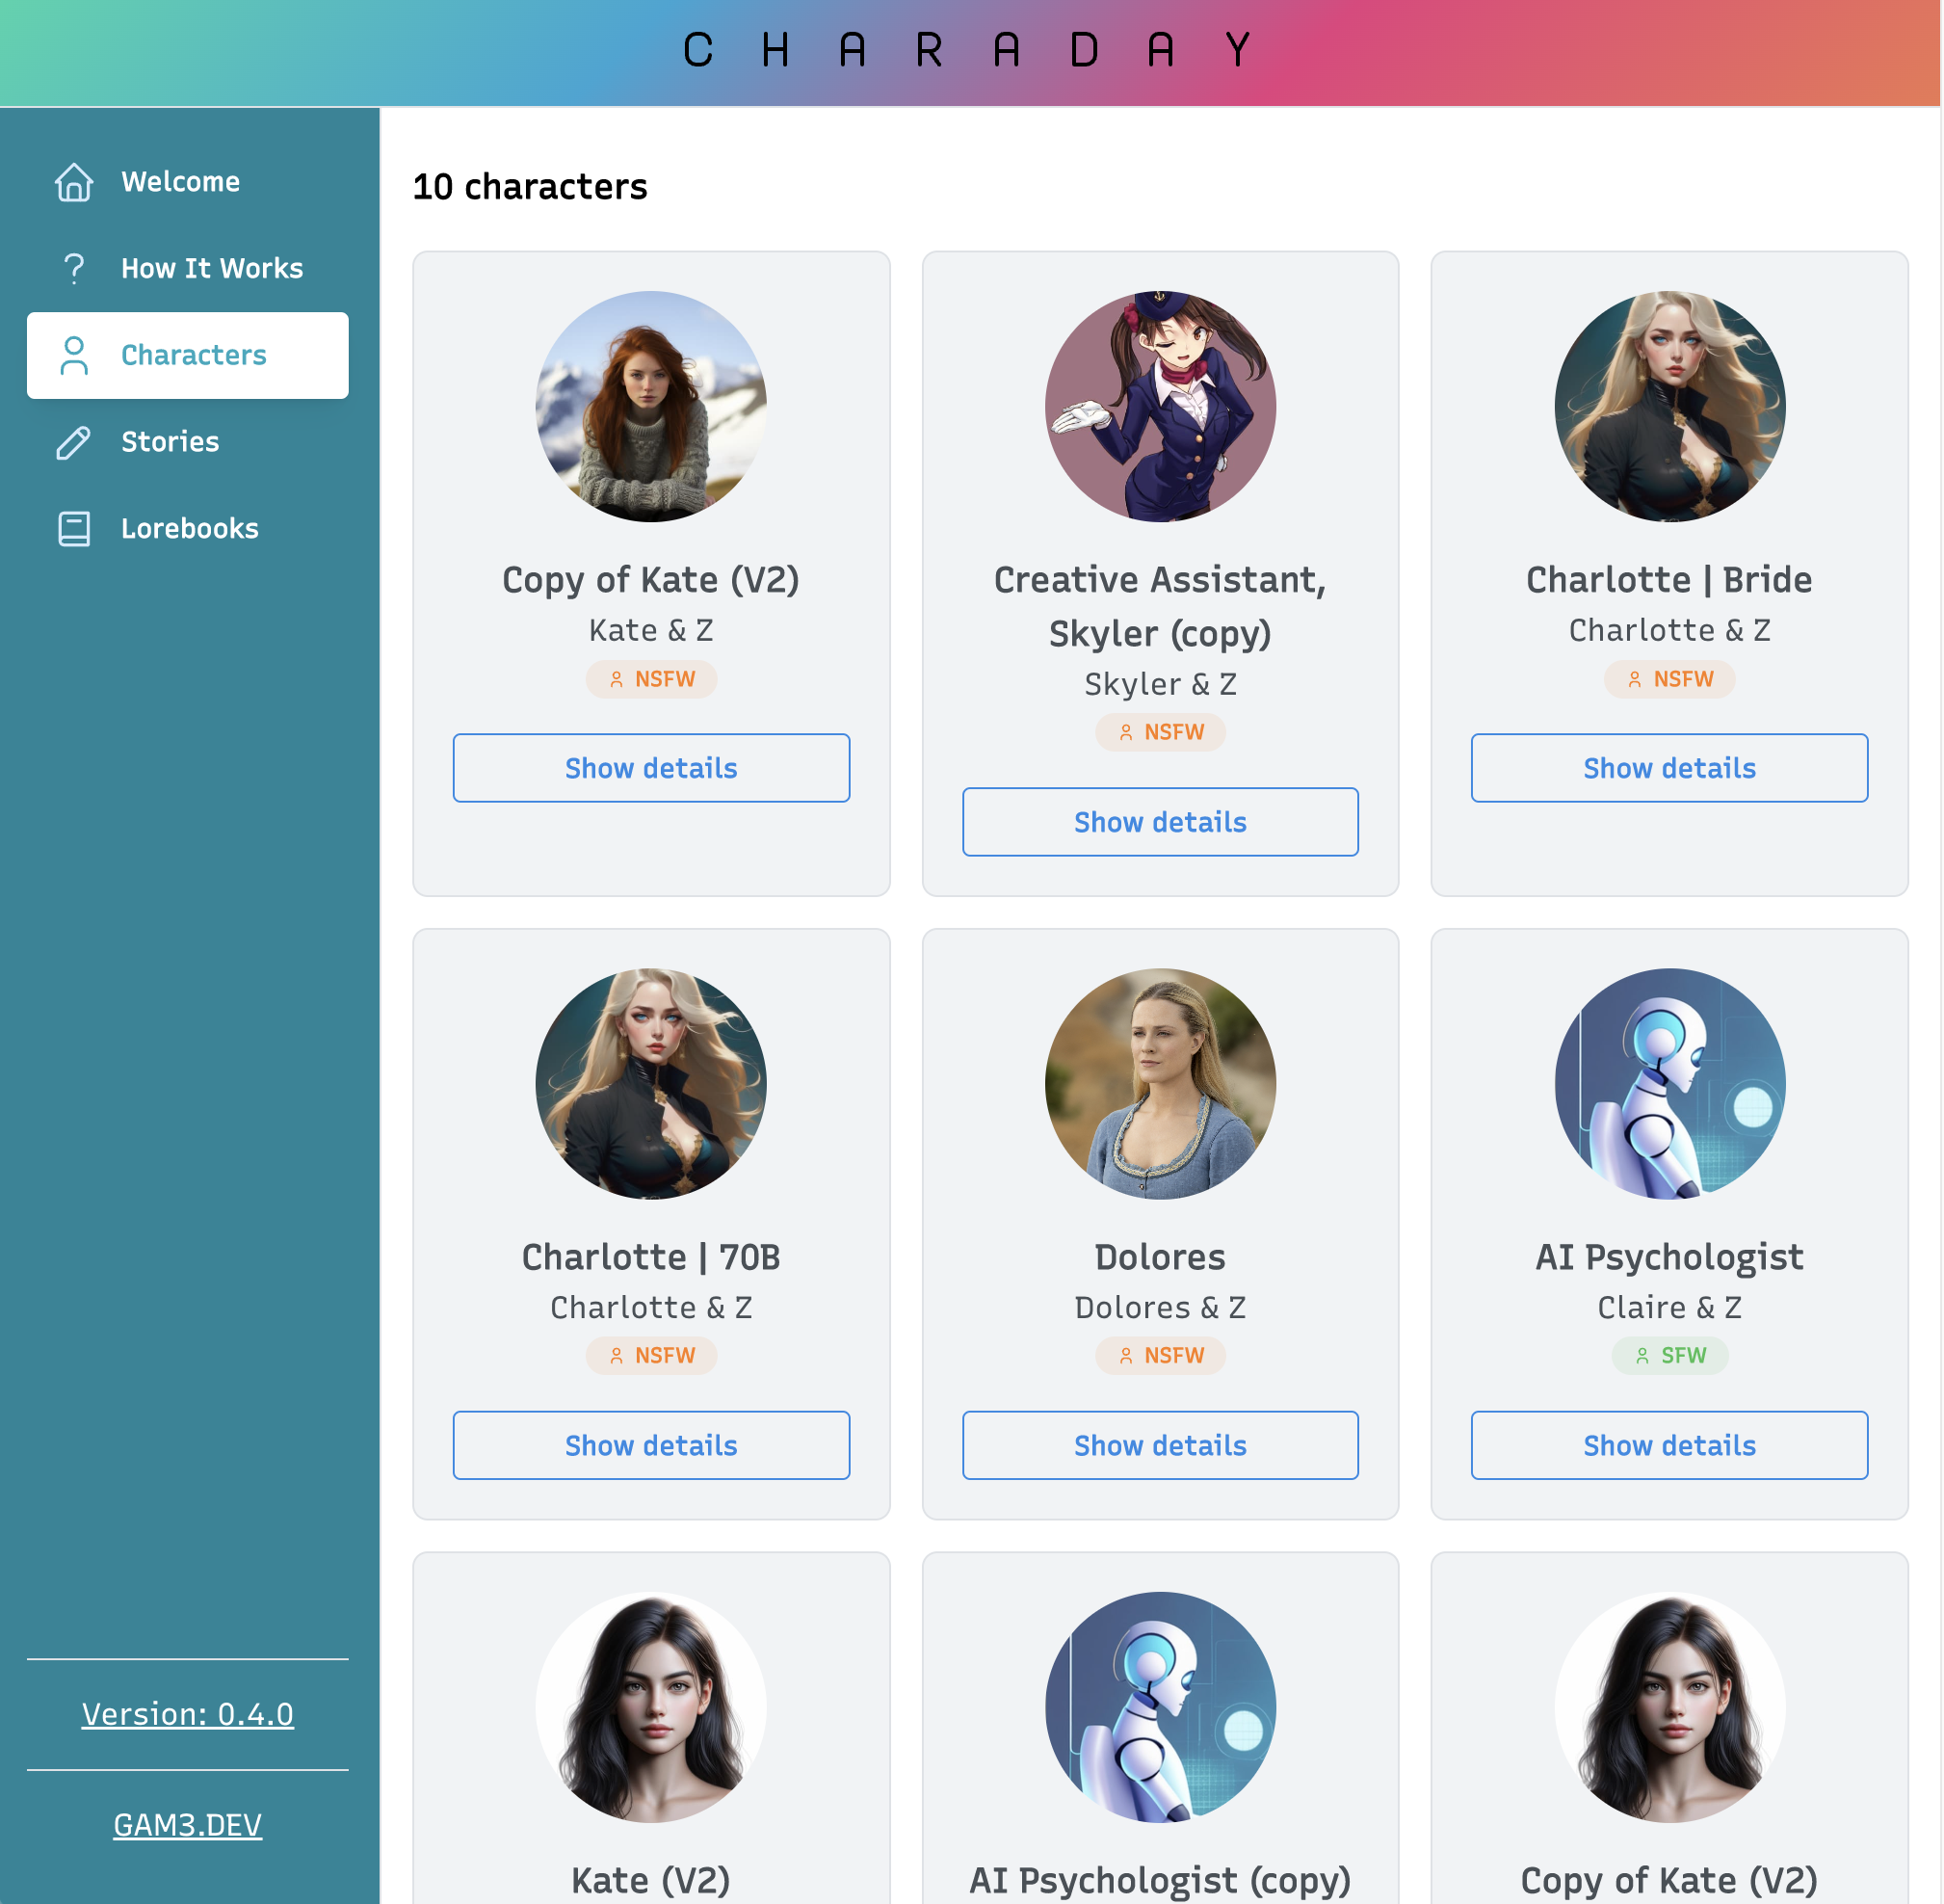 CHARADAY
Welcome
How It Works
Characters
Stories
Lorebooks
Version: 0.4.0
GAM3.DEV
10 characters
Copy of Kate (V2)
Kate & Z
NSFW
Show details
Creative Assistant,
Skyler (copy)
Skyler & Z
NSFW
Show details
Charlotte | Bride
Charlotte & Z
NSFW
Show details
Charlotte | 70B
Charlotte & Z
NSFW
Show details
Dolores
Dolores & Z
NSFW
Show details
AI Psychologist
Claire & Z
SFW
Show details
Kate (V2)
AI Psychologist (copy)
Copy of Kate (V2)